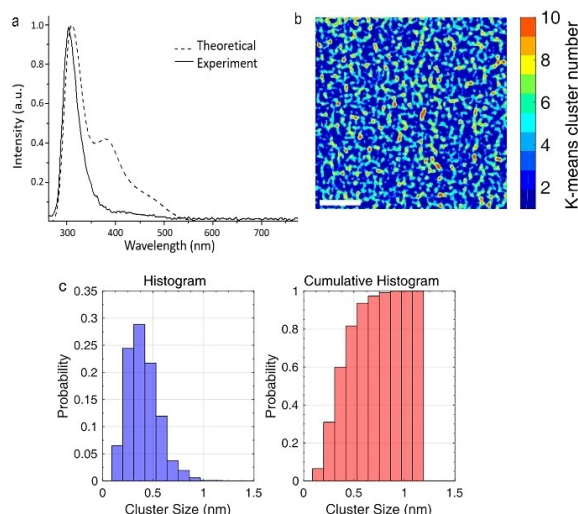 a
Theoretical
Experiment
1.0
0.8
0.6
0.4
0.2
Intensity (a.u.)
300 400 500 600 700
Wavelength (nm)
b
10
8
6
4
2
K-means cluster number
c
Histogram
0.35
0.3
0.25
0.2
0.15
0.1
0.05
0
Probability
0 0.5 1 1.5
Cluster Size (nm)
Cumulative Histogram
1
0.8
0.6
0.4
0.2
0
Probability
0 0.5 1 1.5
Cluster Size (nm)